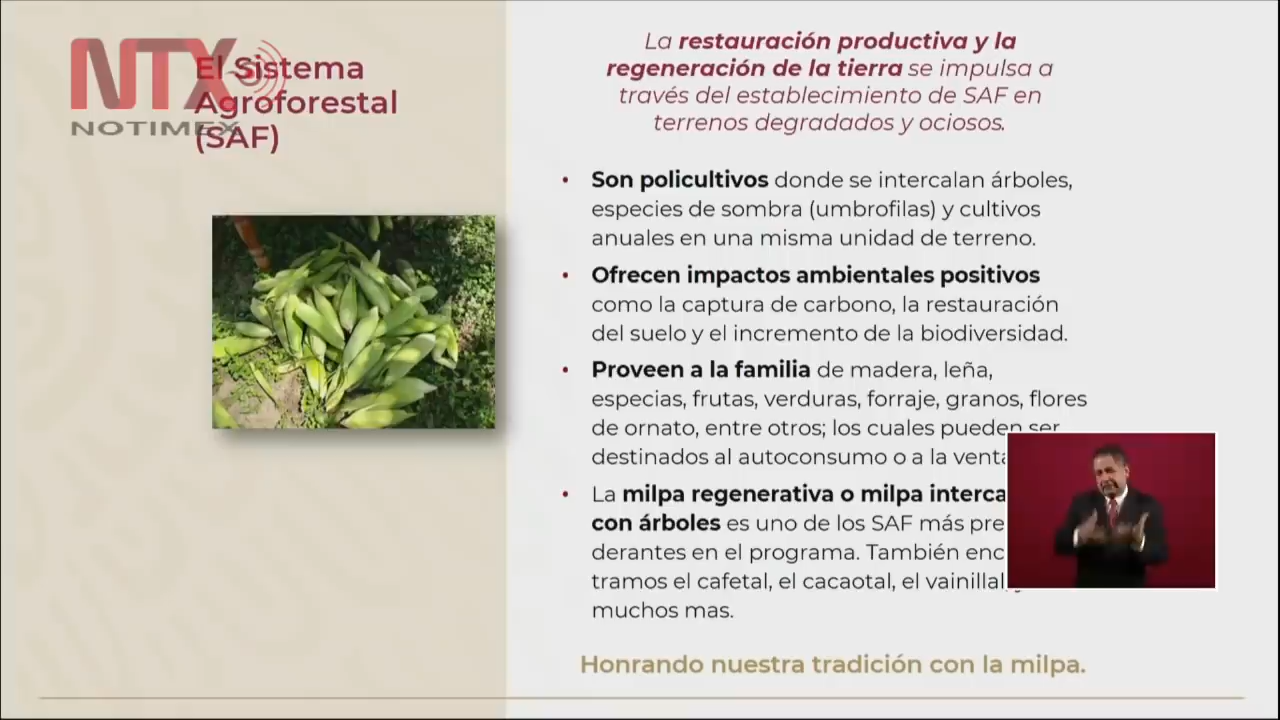 NTX
NOTIMEX
El Sistema
Agroforestal
(SAF)
La restauración productiva y la
regeneración de la tierra se impulsa a
través del establecimiento de SAF en
terrenos degradados y ociosos.
• Son policultivos donde se intercalan árboles,
especies de sombra (umbrofilas) y cultivos
anuales en una misma unidad de terreno.
• Ofrecen impactos ambientales positivos
como la captura de carbono, la restauración
del suelo y el incremento de la biodiversidad.
• Proveen a la familia de madera, leña,
especias, frutas, verduras, forraje, granos, flores
de ornato, entre otros; los cuales pueden ser
destinados al autoconsumo o a la venta
• La milpa regenerativa o milpa interca
con árboles es uno de los SAF más pre
derantes en el programa. También enc
tramos el cafetal, el cacaotal, el vainillal, y
muchos mas.
Honrando nuestra tradición con la milpa.